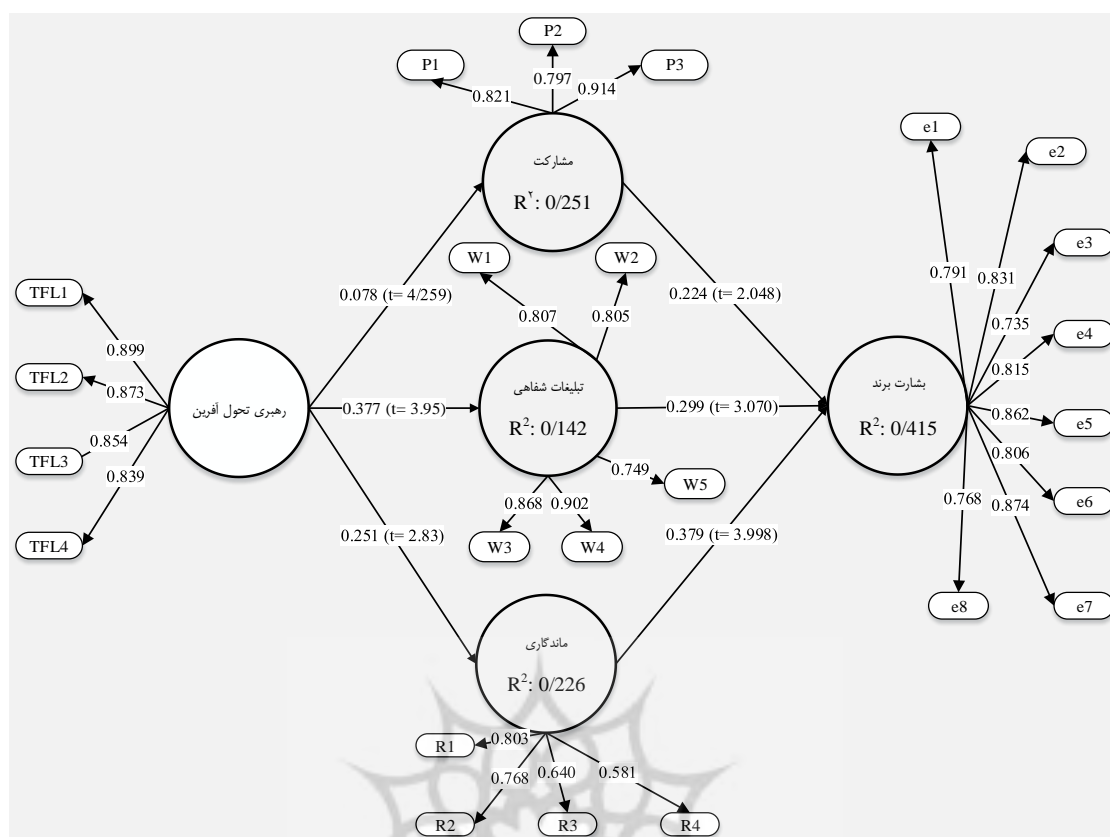 P2
P1
P3
0.797
0.821
0.914
e1
e2
مشارکت
R۲: 0/251
W1
W2
e3
0.791
0.831
TFL1
0.078 (t= 4/259)
0.224 (t= 2.048)
0.807
0.805
0.735
e4
0.899
0.815
TFL2
0.873
رهبری تحول آفرین
تبلیغات شفاهی
R2: 0/142
بشارت برند
R2: 0/415
0.377 (t= 3.95)
0.299 (t= 3.070)
0.862
e5
0.854
TFL3
0.839
0.806
0.749
W5
e6
0.768
0.874
0.868
0.902
0.251 (t= 2.83)
0.379 (t= 3.998)
TFL4
W3
W4
e8
e7
ماندگاری
R2: 0/226
R1
0.803
0.768
0.640
0.581
R2
R3
R4